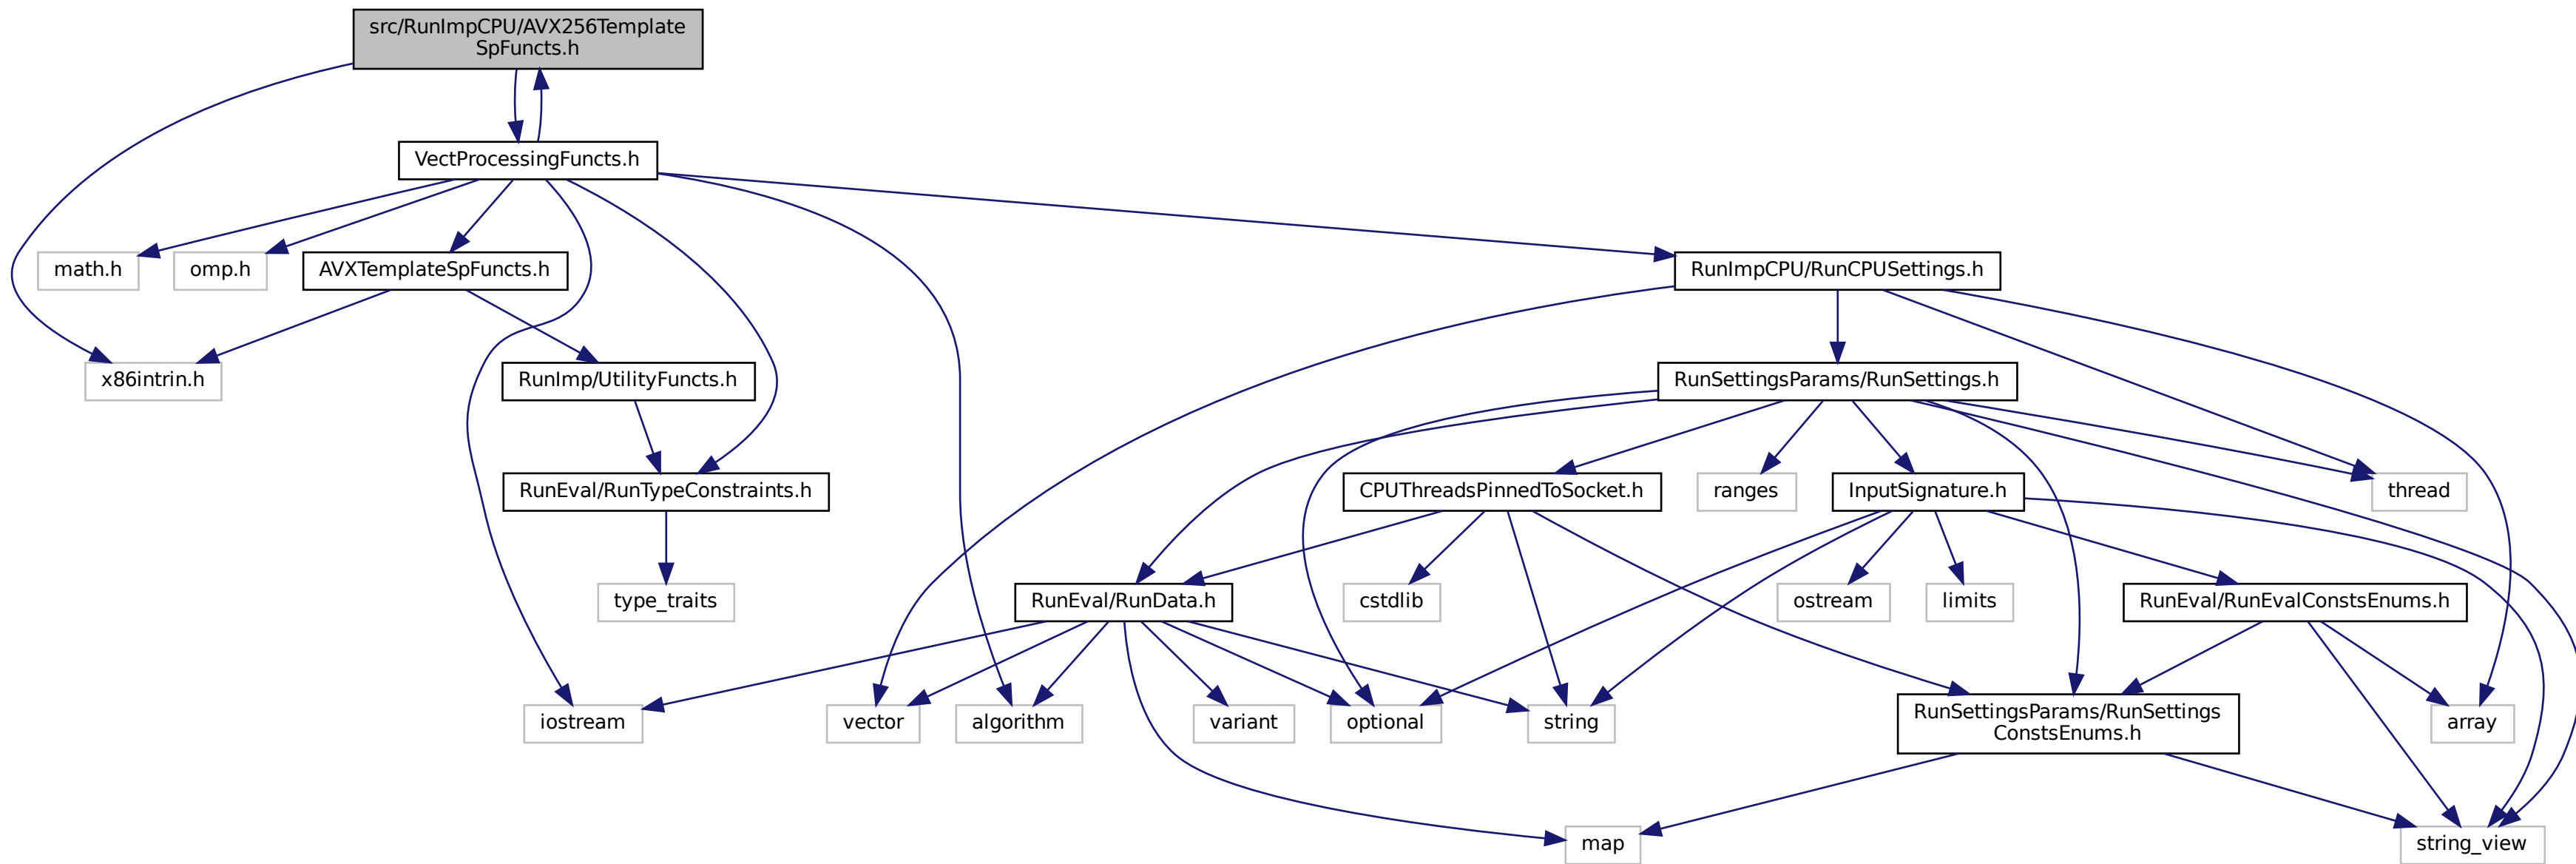 src/RunImpCPU/AVX256Template
SpFuncts.h
VectProcessingFuncts.h
math.h
omp.h
AVXTemplateSpFuncts.h
RunImpCPU/RunCPUSettings.h
x86intrin.h
RunImp/UtilityFuncts.h
RunSettingsParams/RunSettings.h
RunEval/RunTypeConstraints.h
CPUThreadsPinnedToSocket.h
ranges
InputSignature.h
thread
type_traits
RunEval/RunData.h
cstdlib
ostream
limits
RunEval/RunEvalConstsEnums.h
iostream
vector
algorithm
variant
optional
string
RunSettingsParams/RunSettings
ConstsEnums.h
array
map
string_view